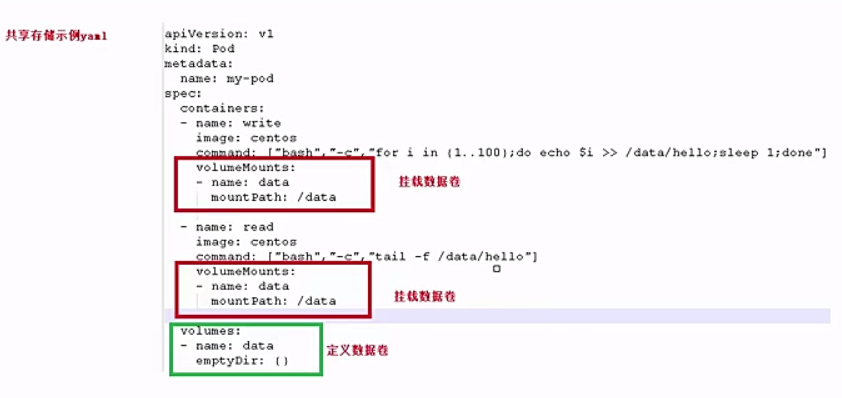 共享存储示例yaml
apiVersion: v1
kind: Pod
metadata:
  name: my-pod
spec:
  containers:
  - name: write
    image: centos
    command: ["bash","-c","for i in {1..100};do echo $i >> /data/hello;sleep 1;done"]
    volumeMounts:
    - name: data
      mountPath: /data
挂载数据卷
  - name: read
    image: centos
    command: ["bash","-c","tail -f /data/hello"]
    volumeMounts:
    - name: data
      mountPath: /data
挂载数据卷
  volumes:
  - name: data
    emptyDir: {}
定义数据卷